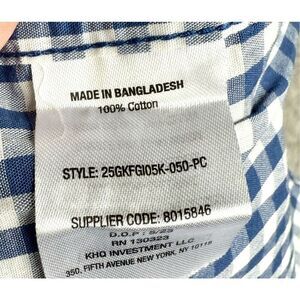 MADE IN BANGLADESH
100% Cotton
STYLE: 25GKFGI05K-050-PC
SUPPLIER CODE: 8015846
D.O.P: 5/23
RN 130323
KHQ INVESTMENT LLC
350, FIFTH AVENUE NEW YORK, NY 10118